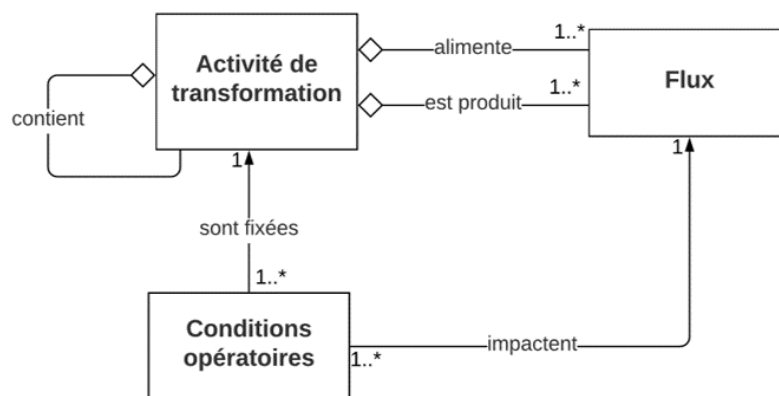 Activité de
transformation
alimente
1..*
est produit
1..*
Flux
contient
1
1
sont fixées
1..*
Conditions
opératoires
1..*
impactent